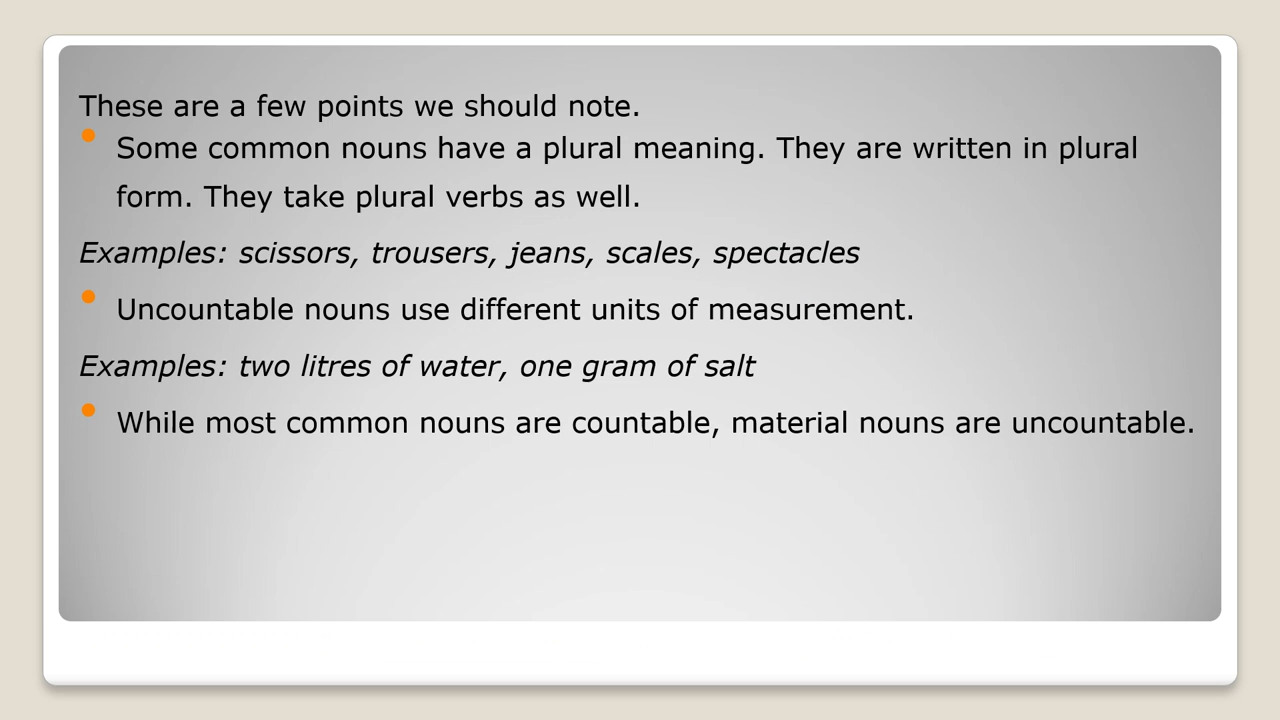 These are a few points we should note.
• Some common nouns have a plural meaning. They are written in plural
form. They take plural verbs as well.
Examples: scissors, trousers, jeans, scales, spectacles
• Uncountable nouns use different units of measurement.
Examples: two litres of water, one gram of salt
• While most common nouns are countable, material nouns are uncountable.